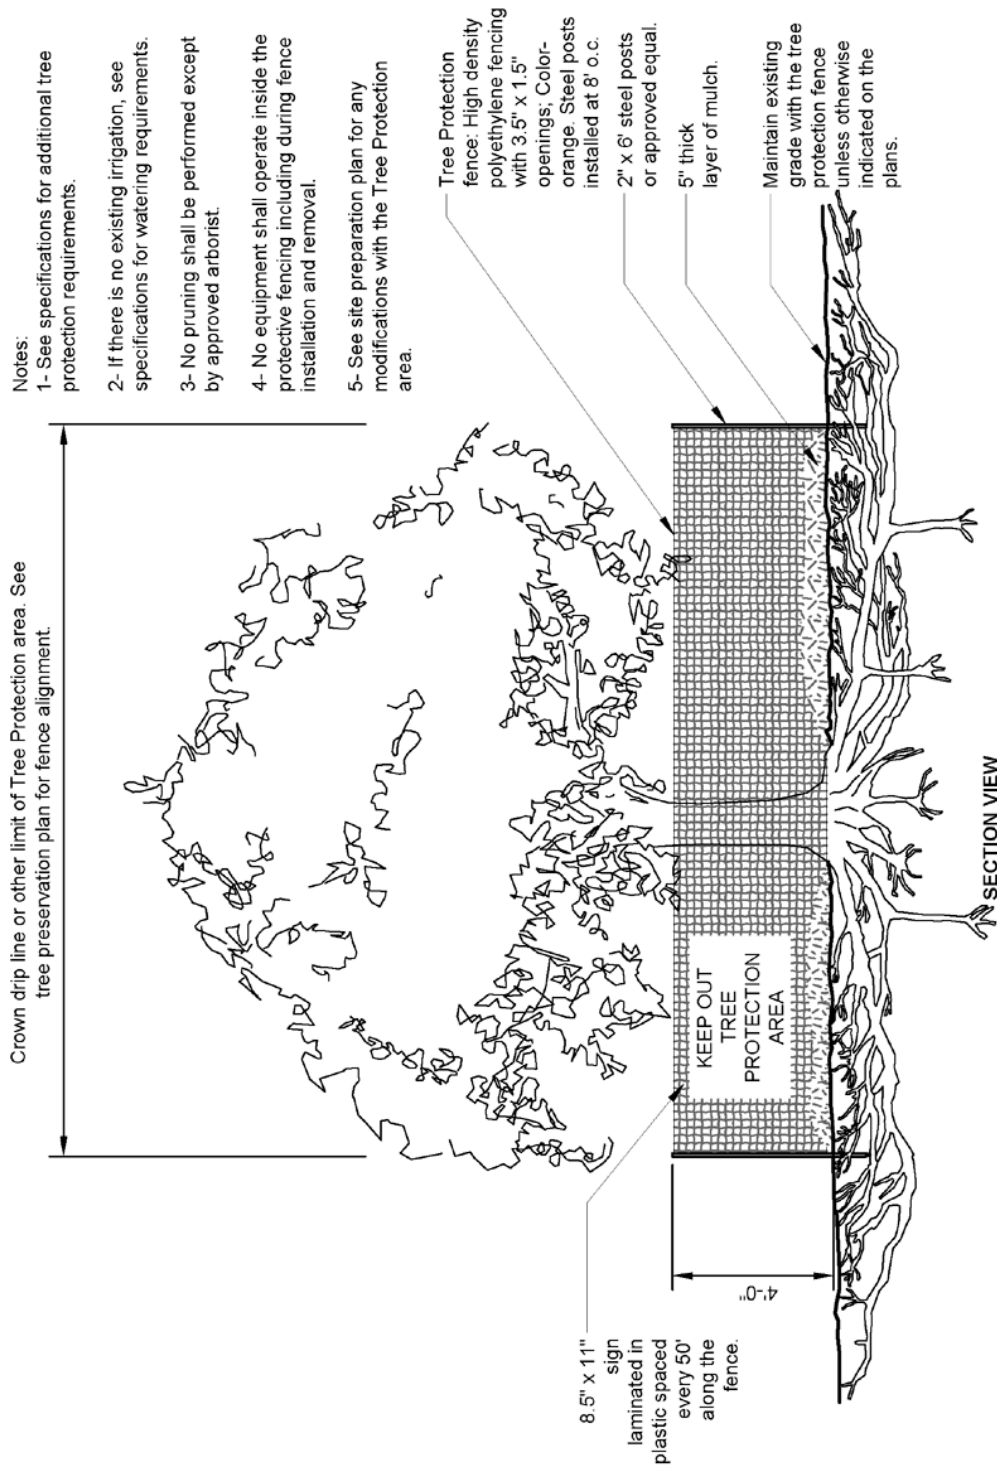 Crown drip line or other limit of Tree Protection area. See
tree preservation plan for fence alignment.
Notes:
1- See specifications for additional tree
protection requirements.
2- If there is no existing irrigation, see
specifications for watering requirements.
3- No pruning shall be performed except
by approved arborist.
4- No equipment shall operate inside the
protective fencing including during fence
installation and removal.
5- See site preparation plan for any
modifications with the Tree Protection
area.
Tree Protection
fence: High density
polyethylene fencing
with 3.5" x 1.5"
openings; Color-
orange. Steel posts
installed at 8' o.c.
2" x 6' steel posts
or approved equal.
5" thick
layer of mulch.
Maintain existing
grade with the tree
protection fence
unless otherwise
indicated on the
plans.
8.5" x 11"
sign
laminated in
plastic spaced
every 50'
along the
fence.
4'-0"
KEEP OUT
TREE
PROTECTION
AREA
SECTION VIEW